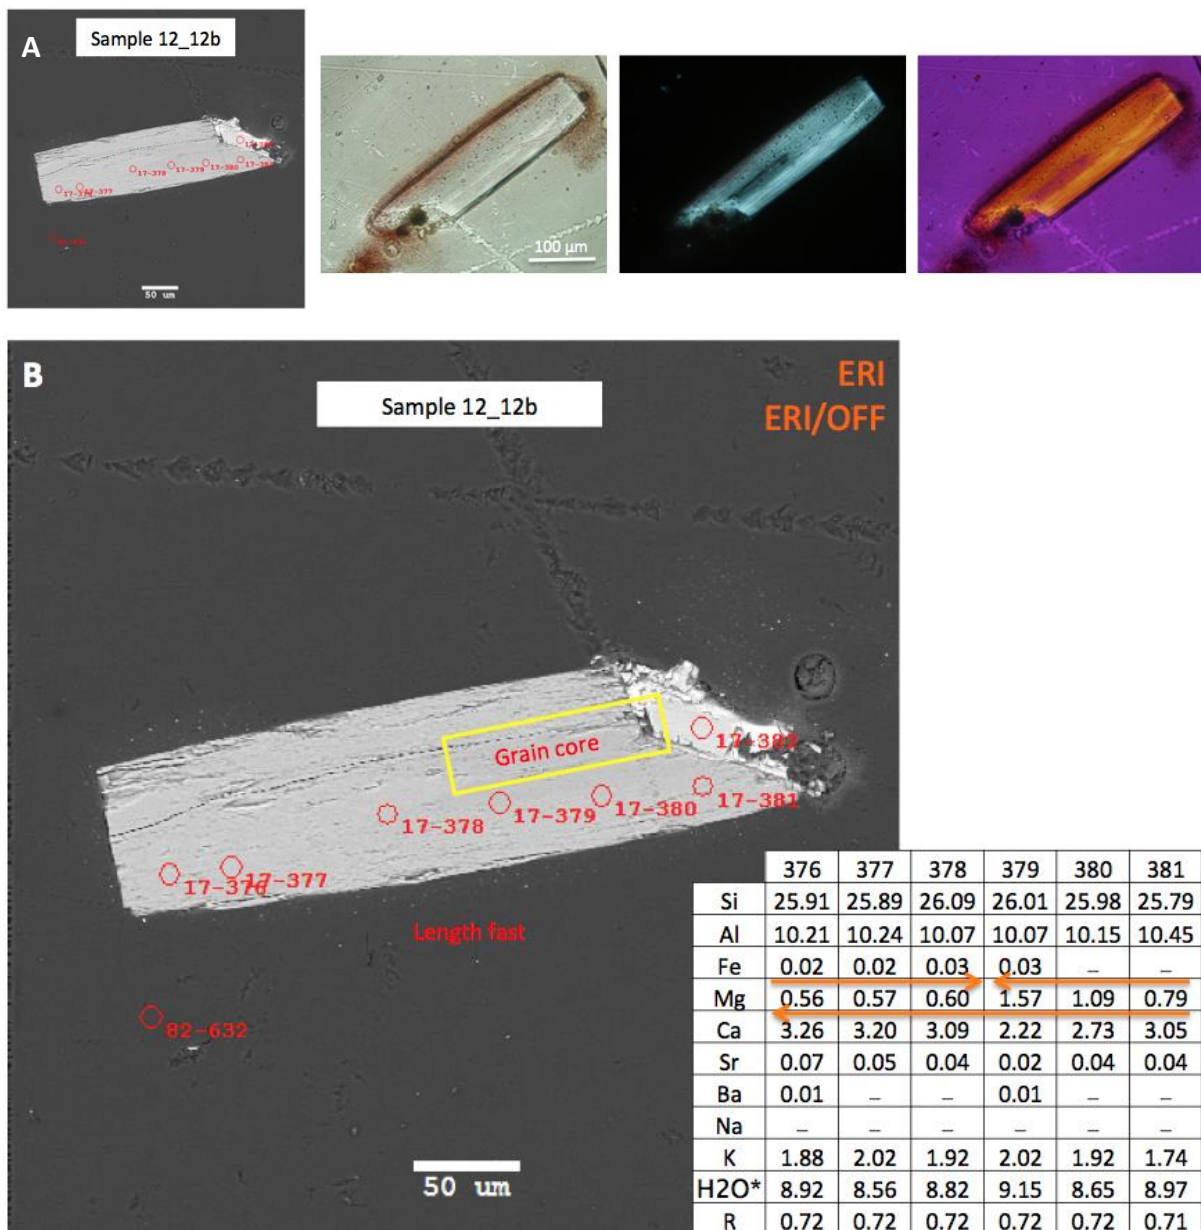 A
Sample 12_12b
17-378
17-379
17-380
17-377
50 um
100 µm
B
Sample 12_12b
ERI
ERI/OFF
Grain core
17-382
17-381
17-380
17-379
17-378
17-376
17-377
Length fast
82-632
50 um
376 377 378 379 380 381
Si 25.91 25.89 26.09 26.01 25.98 25.79
Al 10.21 10.24 10.07 10.07 10.15 10.45
Fe 0.02 0.02 0.03 0.03 – –
Mg 0.56 0.57 0.60 1.57 1.09 0.79
Ca 3.26 3.20 3.09 2.22 2.73 3.05
Sr 0.07 0.05 0.04 0.02 0.04 0.04
Ba 0.01 – – 0.01 – –
Na – – – – – –
K 1.88 2.02 1.92 2.02 1.92 1.74
H2O* 8.92 8.56 8.82 9.15 8.65 8.97
R 0.72 0.72 0.72 0.72 0.72 0.71